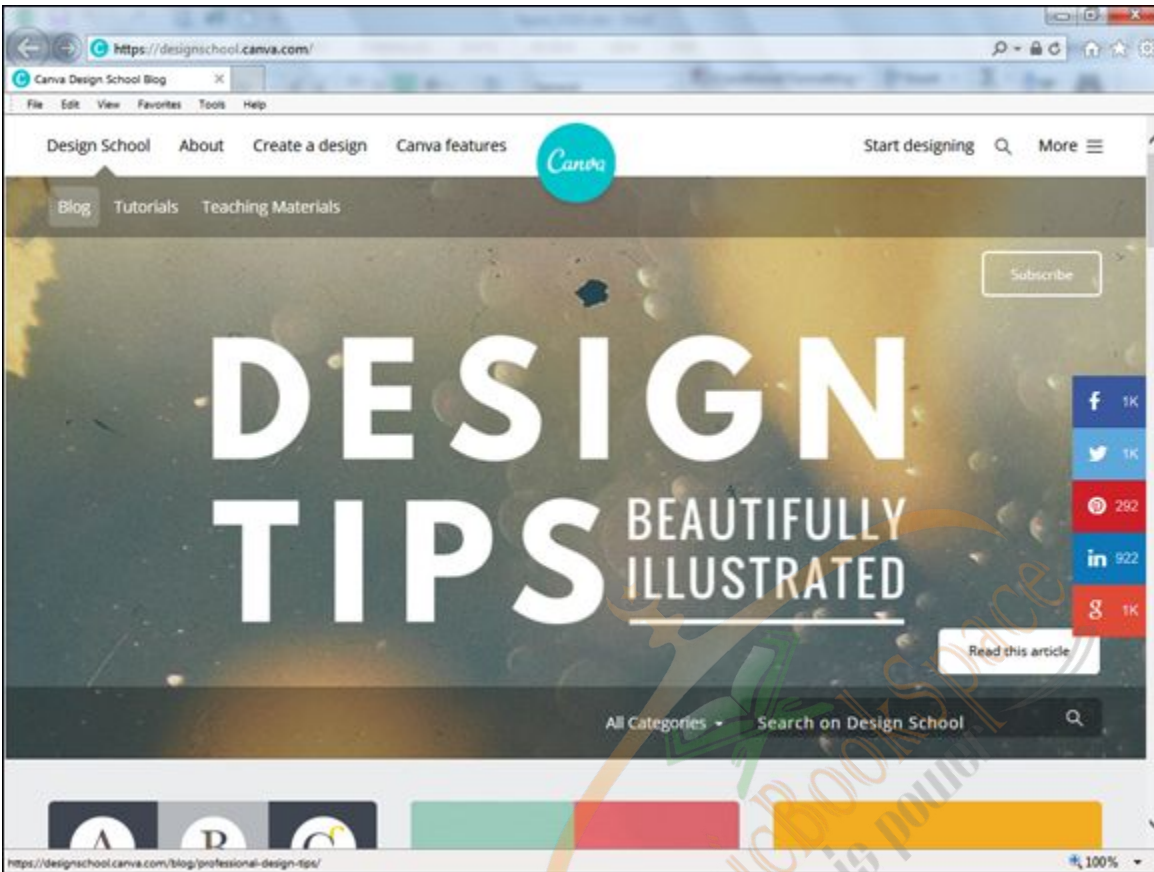 https://designschool.canva.com/
Canva Design School Blog
File Edit View Favorites Tools Help
Design School About Create a design Canva features Canva Start designing More
Blog Tutorials Teaching Materials
Subscribe
DESIGN
TIPS BEAUTIFULLY
ILLUSTRATED
f 1K
1K
292
in 922
g 1K
Read this article
All Categories Search on Design School
A B C
https://designschool.canva.com/blog/professional-design-tips/
100%
is power